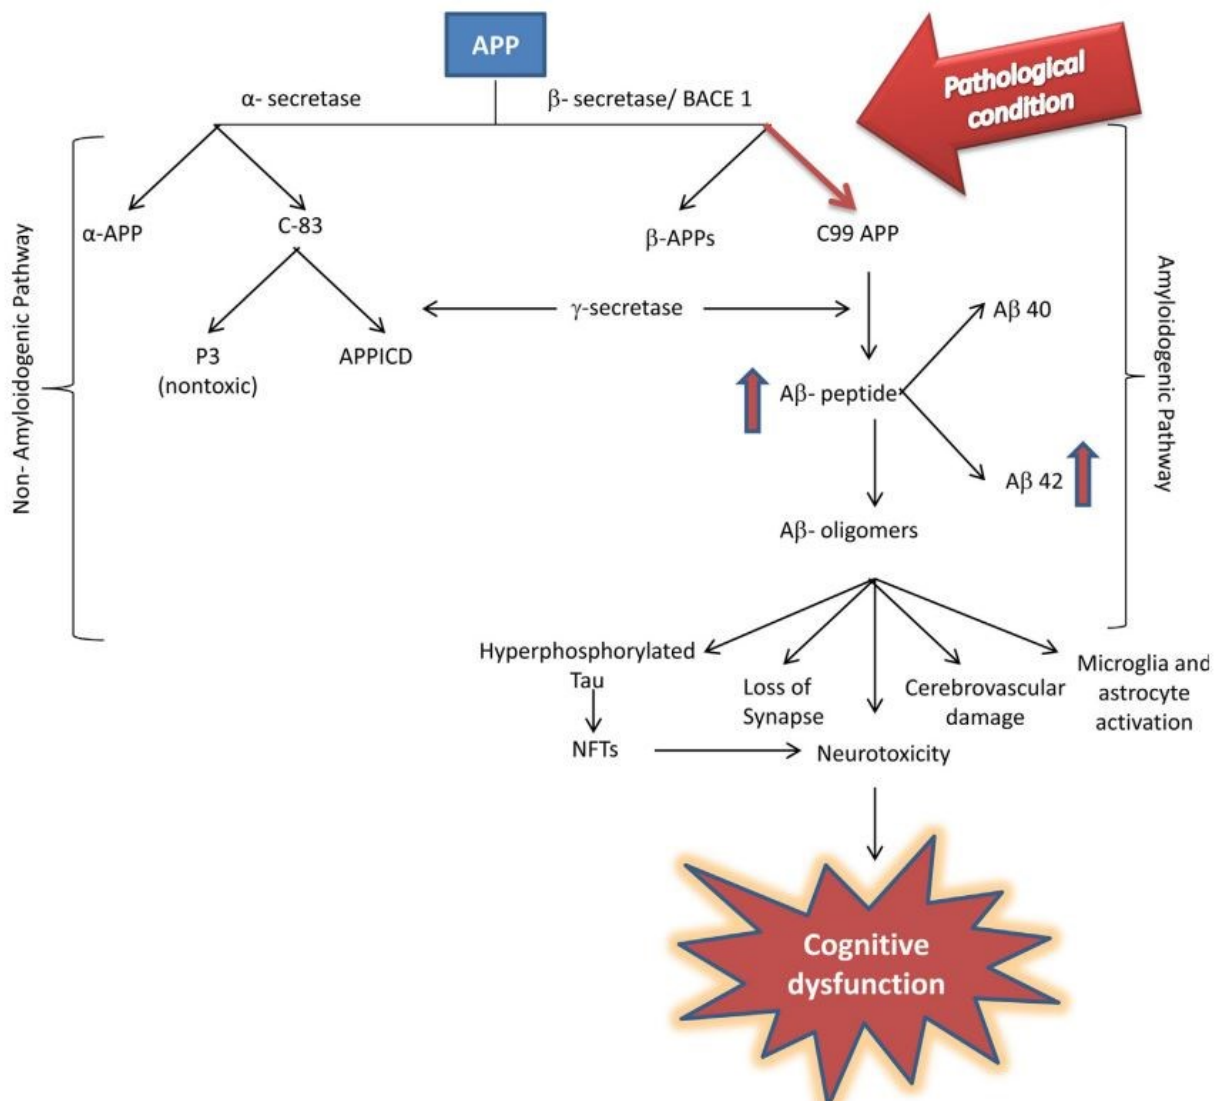 APP
Pathological
condition
α- secretase
β- secretase/ BACE 1
α-APP
C-83
β-APPs
C99 APP
γ-secretase
Aβ 40
P3
(nontoxic)
APPICD
Aβ- peptide
Aβ 42
Aβ- oligomers
Non- Amyloidogenic Pathway
Amyloidogenic Pathway
Hyperphosphorylated
Tau
Loss of
Synapse
Cerebrovascular
damage
Microglia and
astrocyte
activation
NFTs
Neurotoxicity
Cognitive
dysfunction